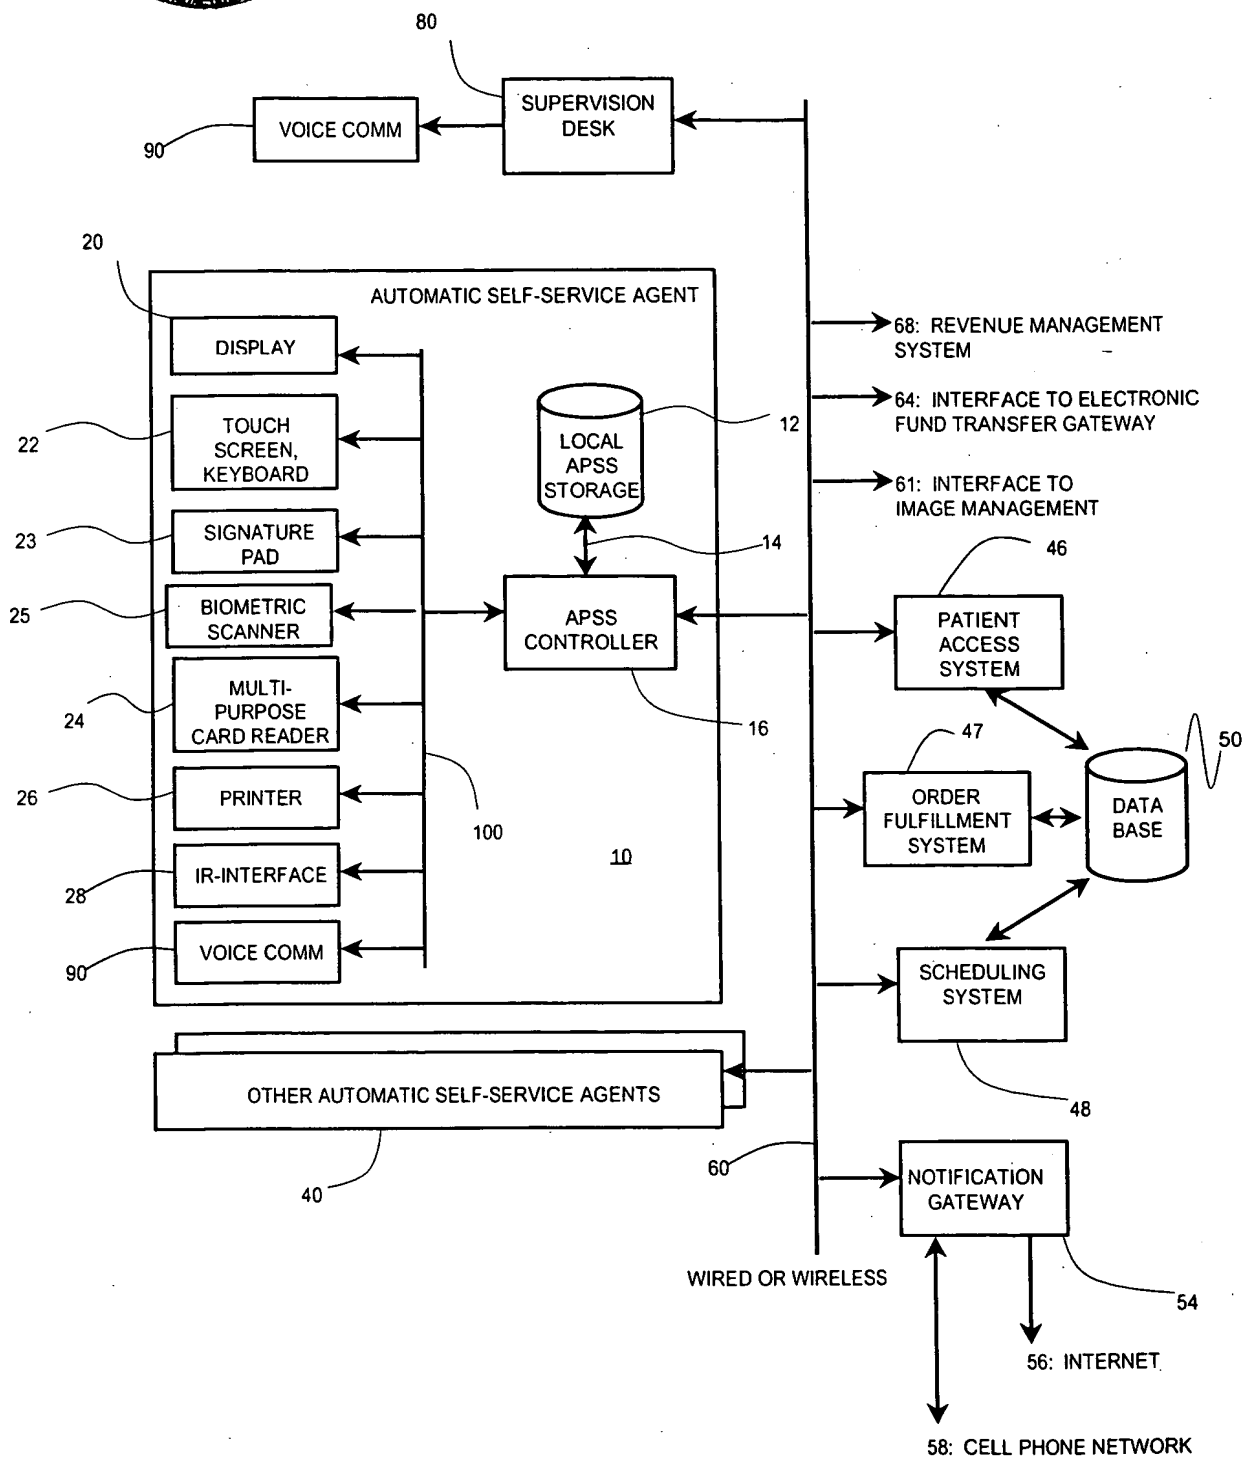 80
SUPERVISION
DESK
VOICE COMM
90
20
AUTOMATIC SELF-SERVICE AGENT
DISPLAY
22
TOUCH
SCREEN,
KEYBOARD
23
SIGNATURE
PAD
25
BIOMETRIC
SCANNER
24
MULTI-
PURPOSE
CARD READER
26
PRINTER
28
IR-INTERFACE
90
VOICE COMM
100
10
LOCAL
APSS
STORAGE
12
14
APSS
CONTROLLER
16
OTHER AUTOMATIC SELF-SERVICE AGENTS
40
60
WIRED OR WIRELESS
68: REVENUE MANAGEMENT
SYSTEM
64: INTERFACE TO ELECTRONIC
FUND TRANSFER GATEWAY
61: INTERFACE TO
IMAGE MANAGEMENT
46
PATIENT
ACCESS
SYSTEM
47
ORDER
FULFILLMENT
SYSTEM
50
DATA
BASE
SCHEDULING
SYSTEM
48
NOTIFICATION
GATEWAY
54
56: INTERNET
58: CELL PHONE NETWORK